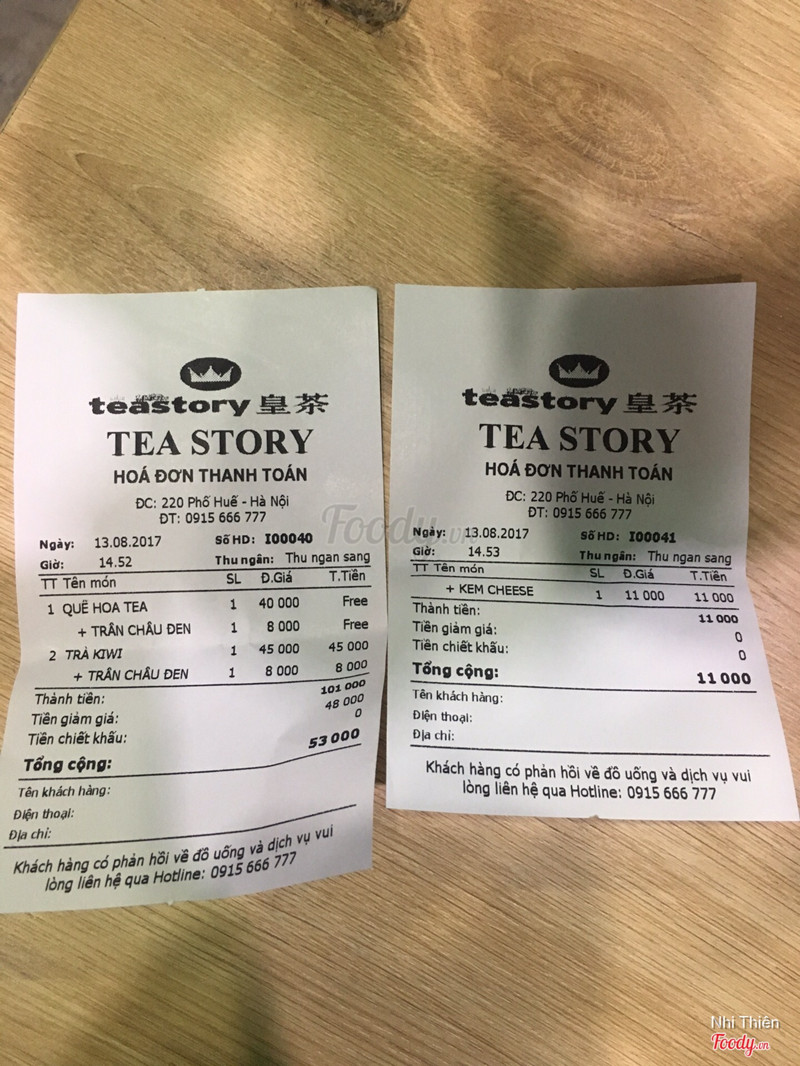 teastory 皇茶
TEA STORY
HOÁ ĐƠN THANH TOÁN
ĐC: 220 Phố Huế - Hà Nội
ĐT: 0915 666 777
Ngày: 13.08.2017 Số HD: I00040
Giờ: 14.52 Thu ngân: Thu ngan sang
TT Tên món SL Đ.Giá T.Tiền
1 QUẾ HOA TEA 1 40 000 Free
+ TRÂN CHÂU ĐEN 1 8 000 Free
2 TRÀ KIWI 1 45 000 45 000
+ TRÂN CHÂU ĐEN 1 8 000 8 000
Thành tiền: 101 000
Tiền giảm giá: 48 000
Tiền chiết khấu: 0
Tổng cộng: 53 000
Tên khách hàng:
Điện thoại:
Địa chỉ:
Khách hàng có phản hồi về đồ uống và dịch vụ vui
lòng liên hệ qua Hotline: 0915 666 777
teastory 皇茶
TEA STORY
HOÁ ĐƠN THANH TOÁN
ĐC: 220 Phố Huế - Hà Nội
ĐT: 0915 666 777
Ngày: 13.08.2017 Số HD: I00041
Giờ: 14.53 Thu ngân: Thu ngan sang
TT Tên món SL Đ.Giá T.Tiền
+ KEM CHEESE 1 11 000 11 000
Thành tiền: 11 000
Tiền giảm giá: 0
Tiền chiết khấu: 0
Tổng cộng: 11 000
Tên khách hàng:
Điện thoại:
Địa chỉ:
Khách hàng có phản hồi về đồ uống và dịch vụ vui
lòng liên hệ qua Hotline: 0915 666 777
Foody.vn
Nhi Thiên
Foody.vn